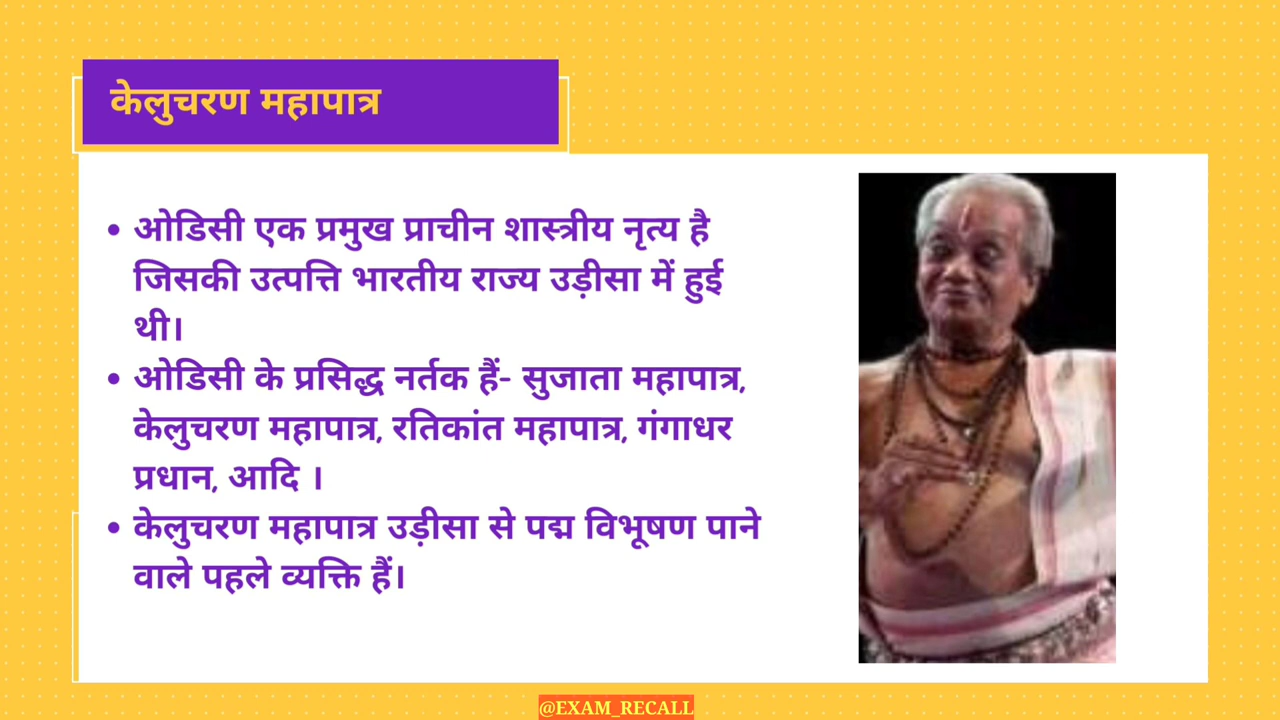 केलुचरण महापात्र
• ओडिसी एक प्रमुख प्राचीन शास्त्रीय नृत्य है
जिसकी उत्पत्ति भारतीय राज्य उड़ीसा में हुई
थी।
• ओडिसी के प्रसिद्ध नर्तक हैं- सुजाता महापात्र,
केलुचरण महापात्र, रतिकांत महापात्र, गंगाधर
प्रधान, आदि ।
• केलुचरण महापात्र उड़ीसा से पद्म विभूषण पाने
वाले पहले व्यक्ति हैं।
@EXAM_RECALL